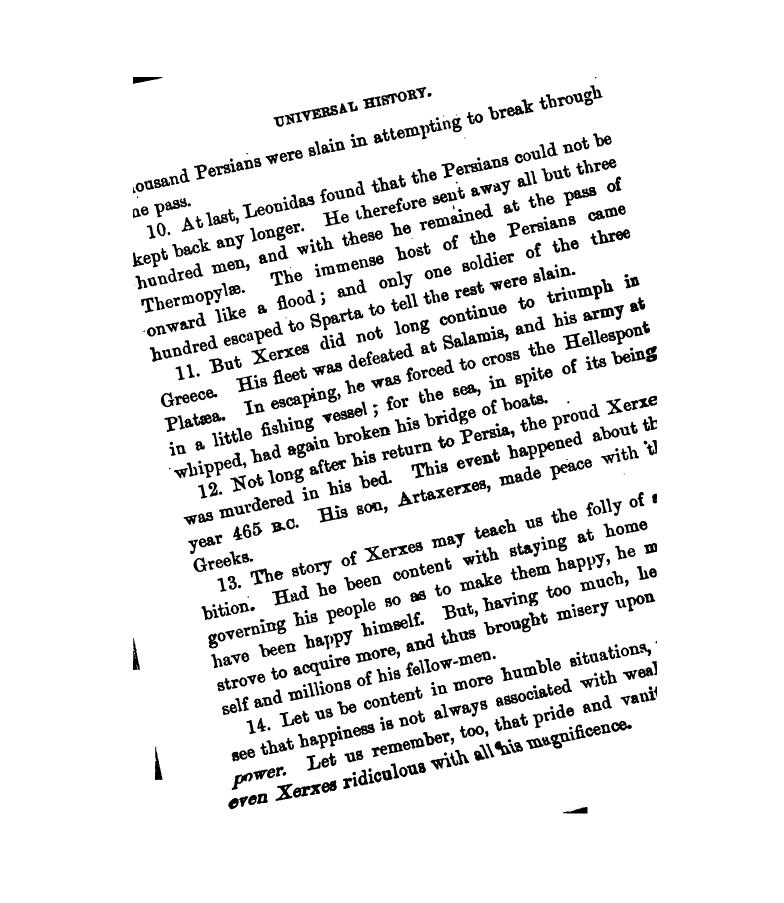 UNIVERSAL HISTORY.
ousand Persians were slain in attempting to break through
e pass.
10. At last, Leonidas found that the Persians could not be
kept back any longer. He therefore sent away all but three
hundred men, and with these he remained at the pass of
Thermopylæ. The immense host of the Persians came
onward like a flood; and only one soldier of the three
hundred escaped to Sparta to tell the rest were slain.
11. But Xerxes did not long continue to triumph in
Greece. His fleet was defeated at Salamis, and his army at
Platæa. In escaping, he was forced to cross the Hellespont
in a little fishing vessel; for the sea, in spite of its being
whipped, had again broken his bridge of boats.
12. Not long after his return to Persia, the proud Xerxe
was murdered in his bed. This event happened about th
year 465 B.C. His son, Artaxerxes, made peace with t
Greeks.
13. The story of Xerxes may teach us the folly of
bition. Had he been content with staying at home
governing his people so as to make them happy, he m
have been happy himself. But, having too much, he
strove to acquire more, and thus brought misery upon
self and millions of his fellow-men.
14. Let us be content in more humble situations,
see that happiness is not always associated with weal
power. Let us remember, too, that pride and vani
even Xerxes ridiculous with all his magnificence.